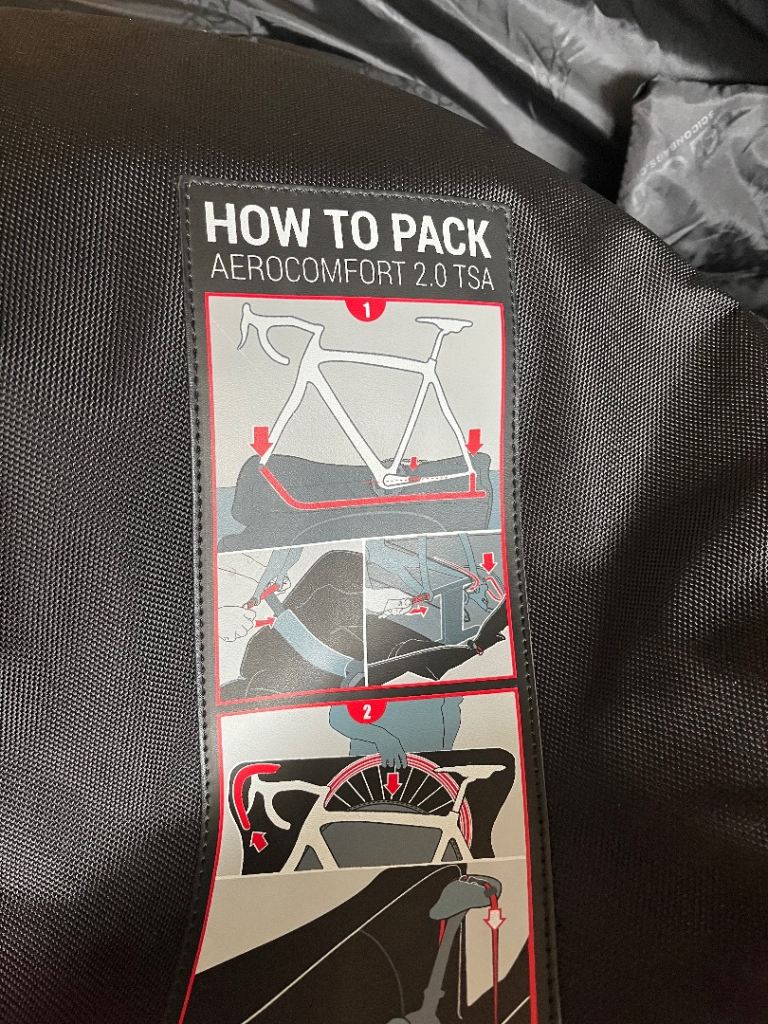 HOW TO PACK
AEROCOMFORT 2.0 TSA
1
2